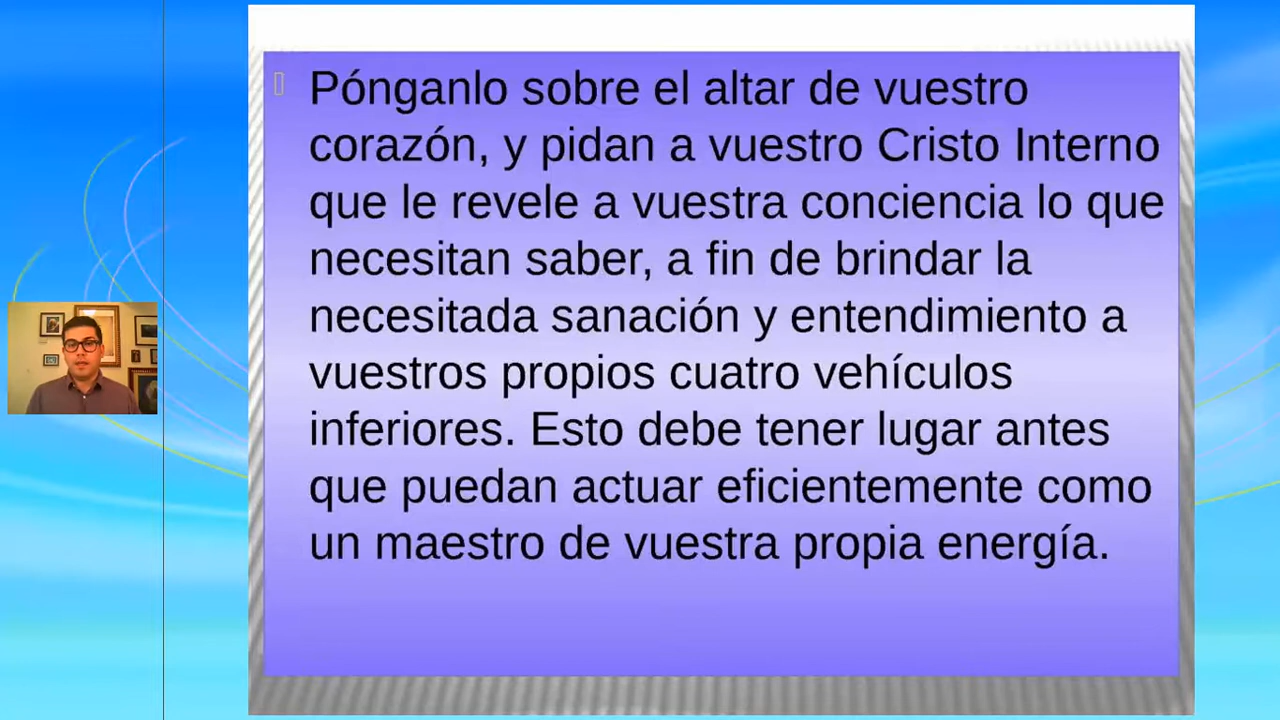 Pónganlo sobre el altar de vuestro
corazón, y pidan a vuestro Cristo Interno
que le revele a vuestra conciencia lo que
necesitan saber, a fin de brindar la
necesitada sanación y entendimiento a
vuestros propios cuatro vehículos
inferiores. Esto debe tener lugar antes
que puedan actuar eficientemente como
un maestro de vuestra propia energía.